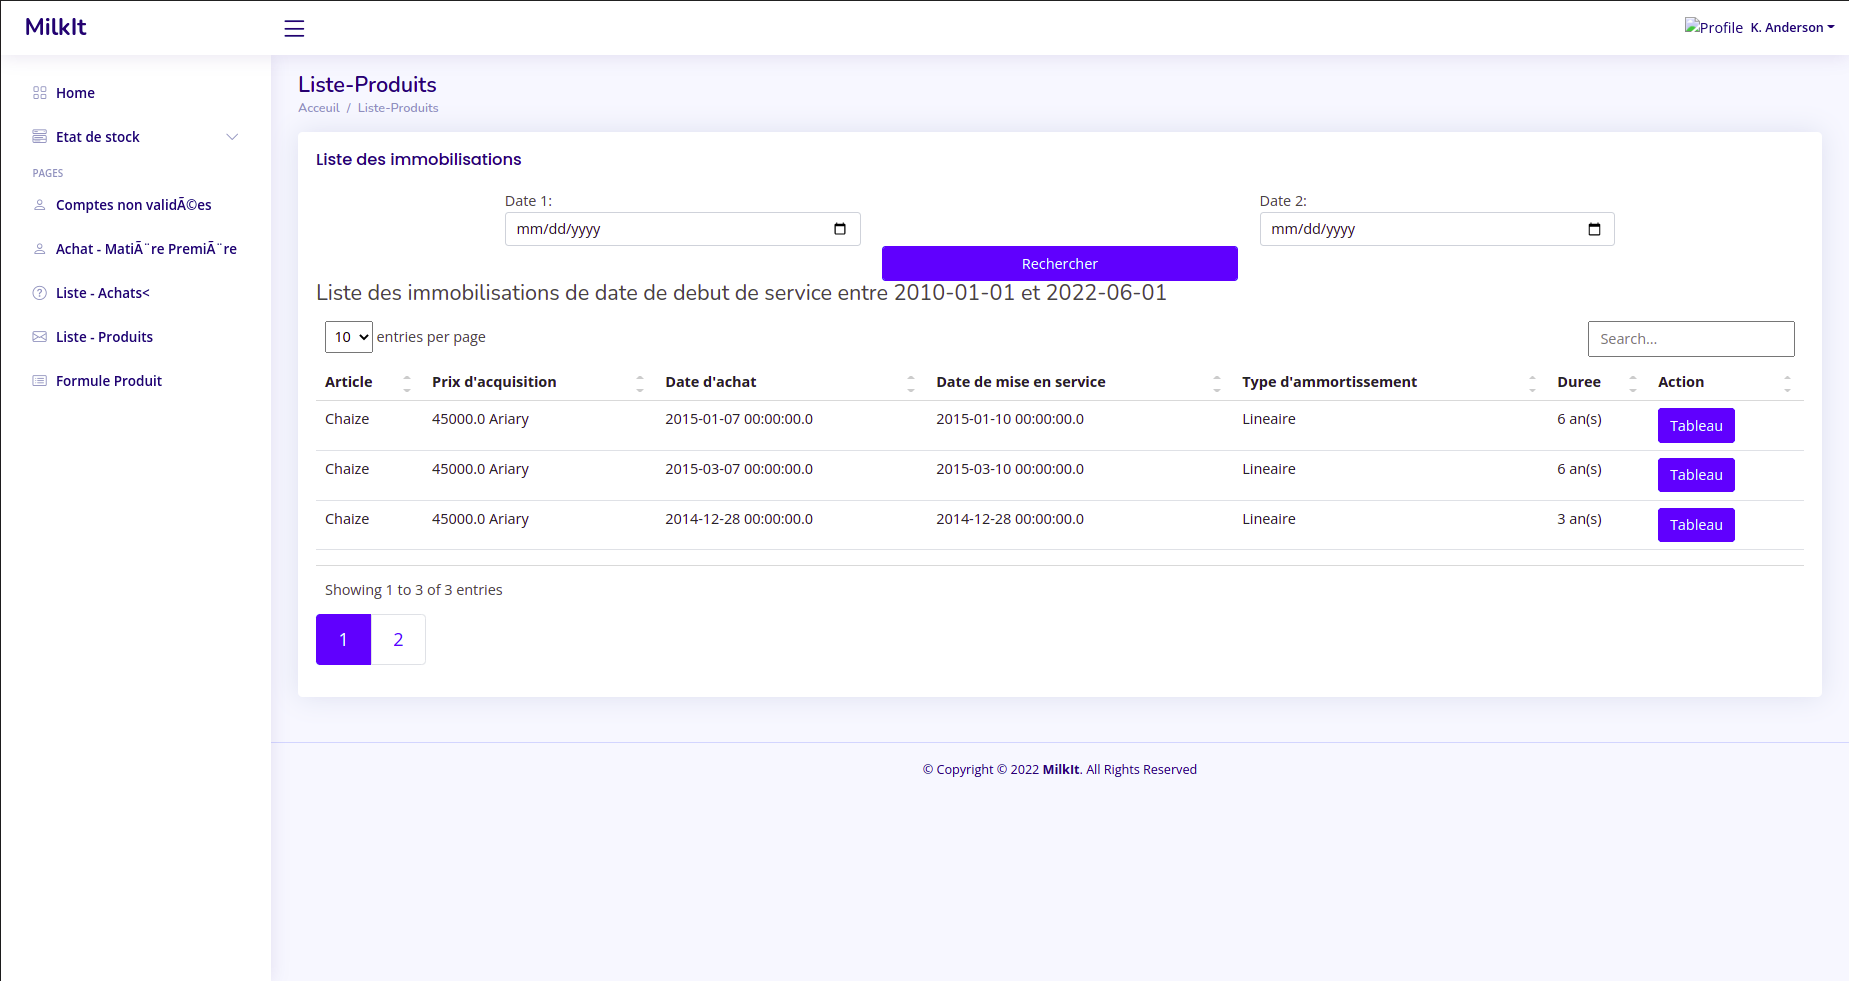 MilkIt
Profile K. Anderson
Home
Etat de stock
PAGES
Comptes non validÃ©es
Achat - MatiÃ¨re PremiÃ¨re
Liste - Achats<
Liste - Produits
Formule Produit
Liste-Produits
Acceuil / Liste-Produits
Liste des immobilisations
Date 1: Date 2:
mm/dd/yyyy mm/dd/yyyy
Rechercher
Liste des immobilisations de date de debut de service entre 2010-01-01 et 2022-06-01
10 entries per page Search...
Article Prix d'acquisition Date d'achat Date de mise en service Type d'ammortissement Duree Action
Chaize 45000.0 Ariary 2015-01-07 00:00:00.0 2015-01-10 00:00:00.0 Lineaire 6 an(s) Tableau
Chaize 45000.0 Ariary 2015-03-07 00:00:00.0 2015-03-10 00:00:00.0 Lineaire 6 an(s) Tableau
Chaize 45000.0 Ariary 2014-12-28 00:00:00.0 2014-12-28 00:00:00.0 Lineaire 3 an(s) Tableau
Showing 1 to 3 of 3 entries
1 2
© Copyright © 2022 MilkIt. All Rights Reserved